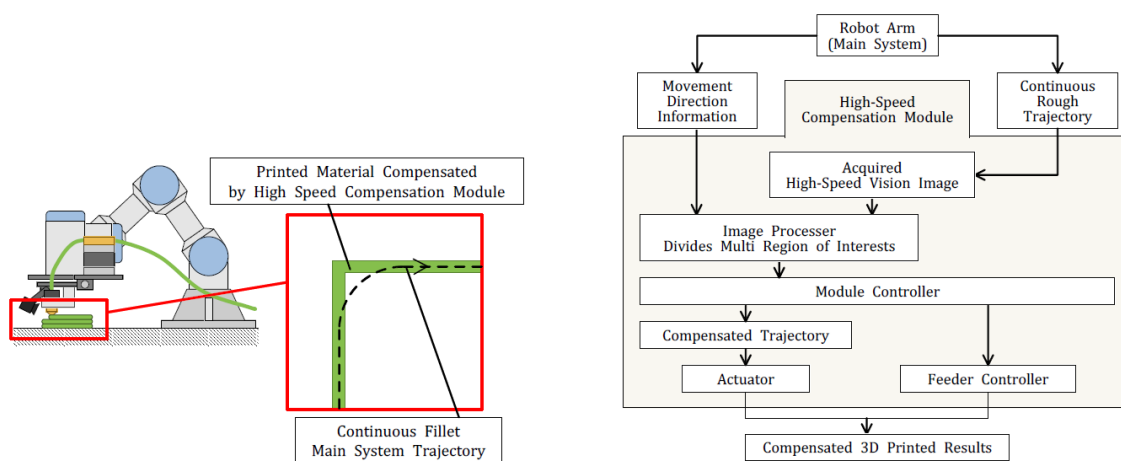 Printed Material Compensated
by High Speed Compensation Module
Continuous Fillet
Main System Trajectory
Robot Arm
(Main System)
Movement
Direction
Information
High-Speed
Compensation Module
Continuous
Rough
Trajectory
Acquired
High-Speed Vision Image
Image Processer
Divides Multi Region of Interests
Module Controller
Compensated Trajectory
Actuator
Feeder Controller
Compensated 3D Printed Results